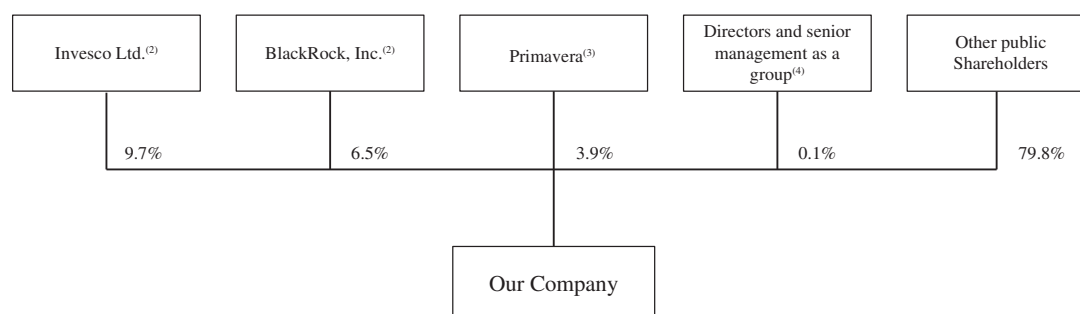 Invesco Ltd.(2)
BlackRock, Inc.(2)
Primavera(3)
Directors and senior
management as a
group(4)
Other public
Shareholders
9.7%
6.5%
3.9%
0.1%
79.8%
Our Company